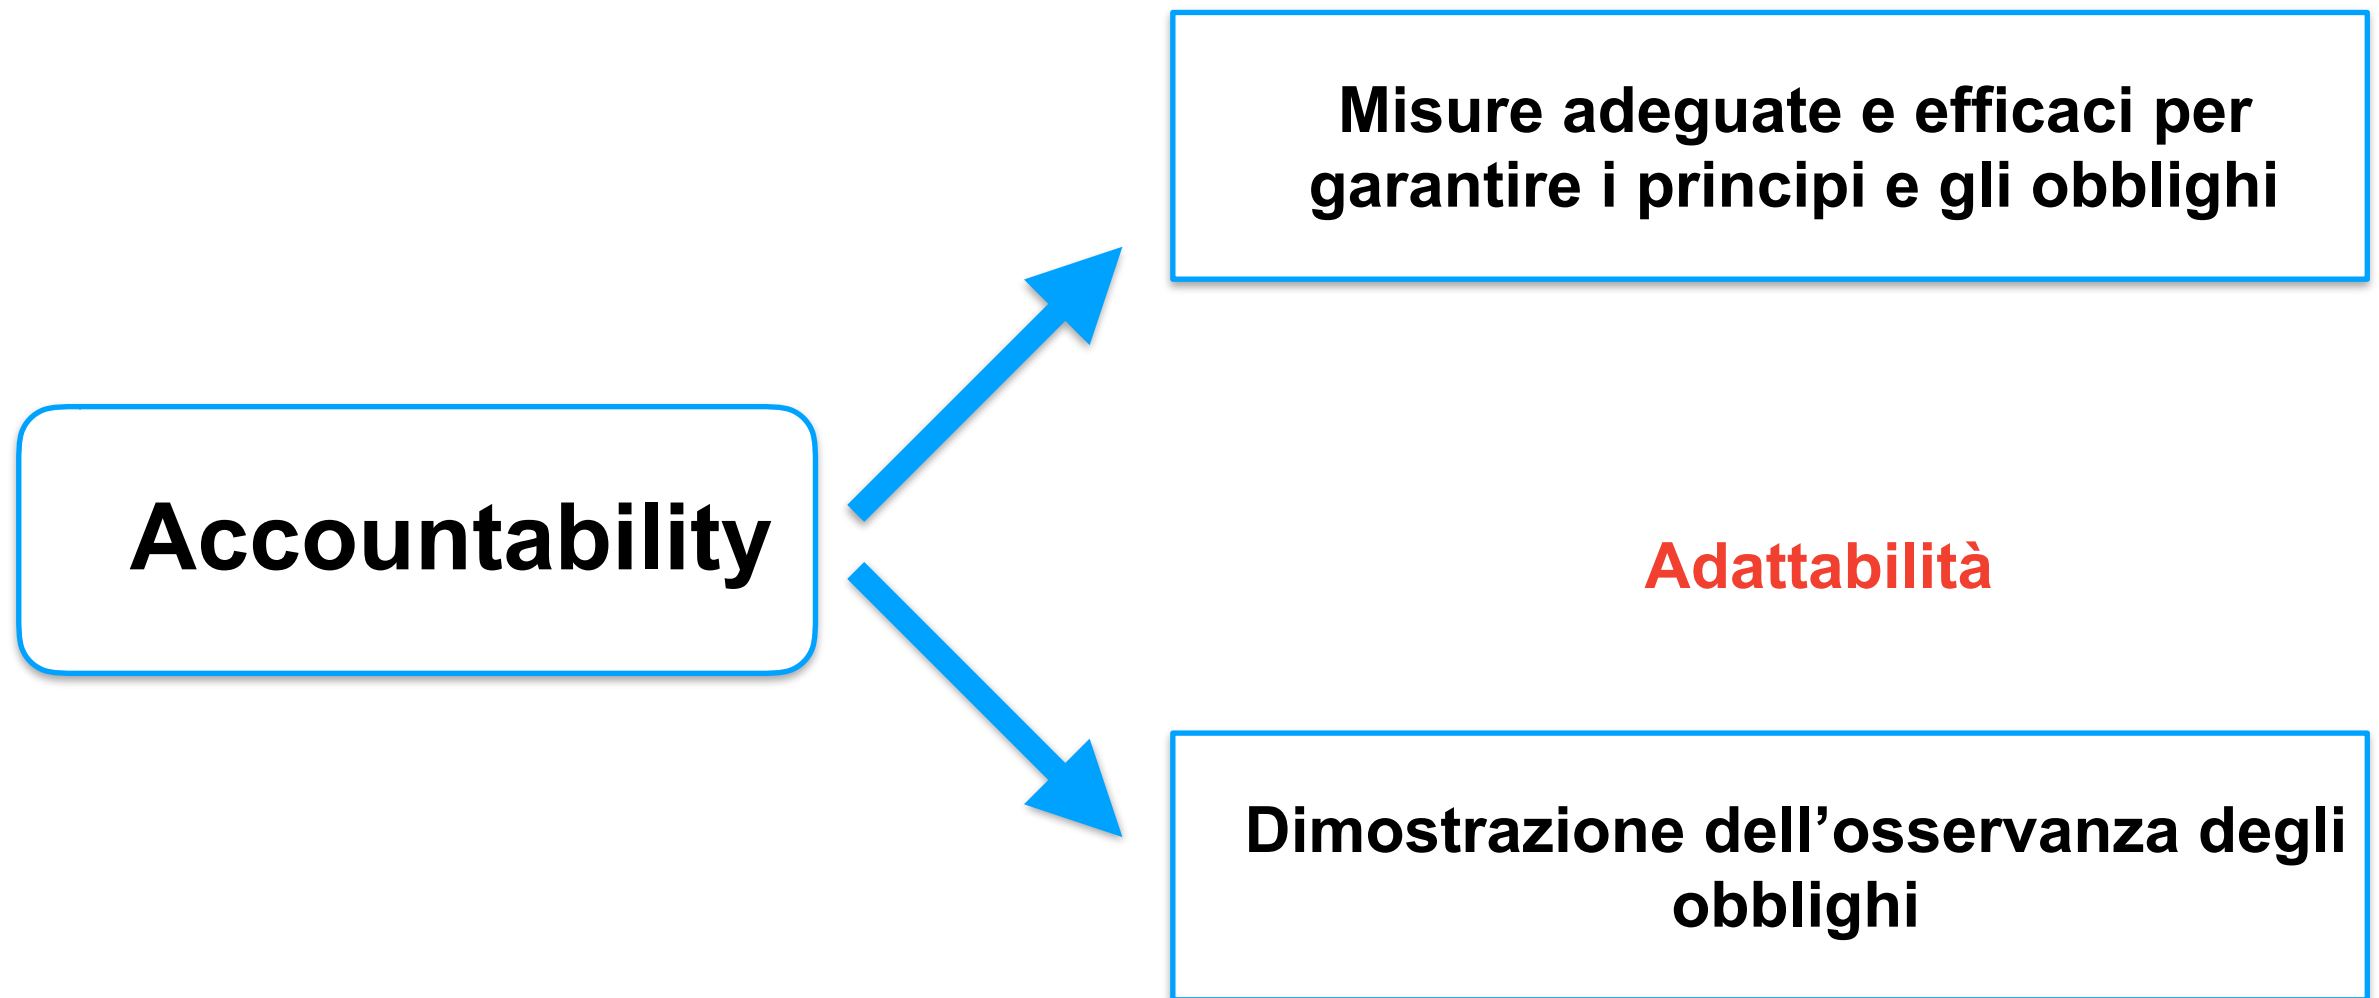 Misure adeguate e efficaci per
garantire i principi e gli obblighi
Accountability
Adattabilità
Dimostrazione dell’osservanza degli
obblighi